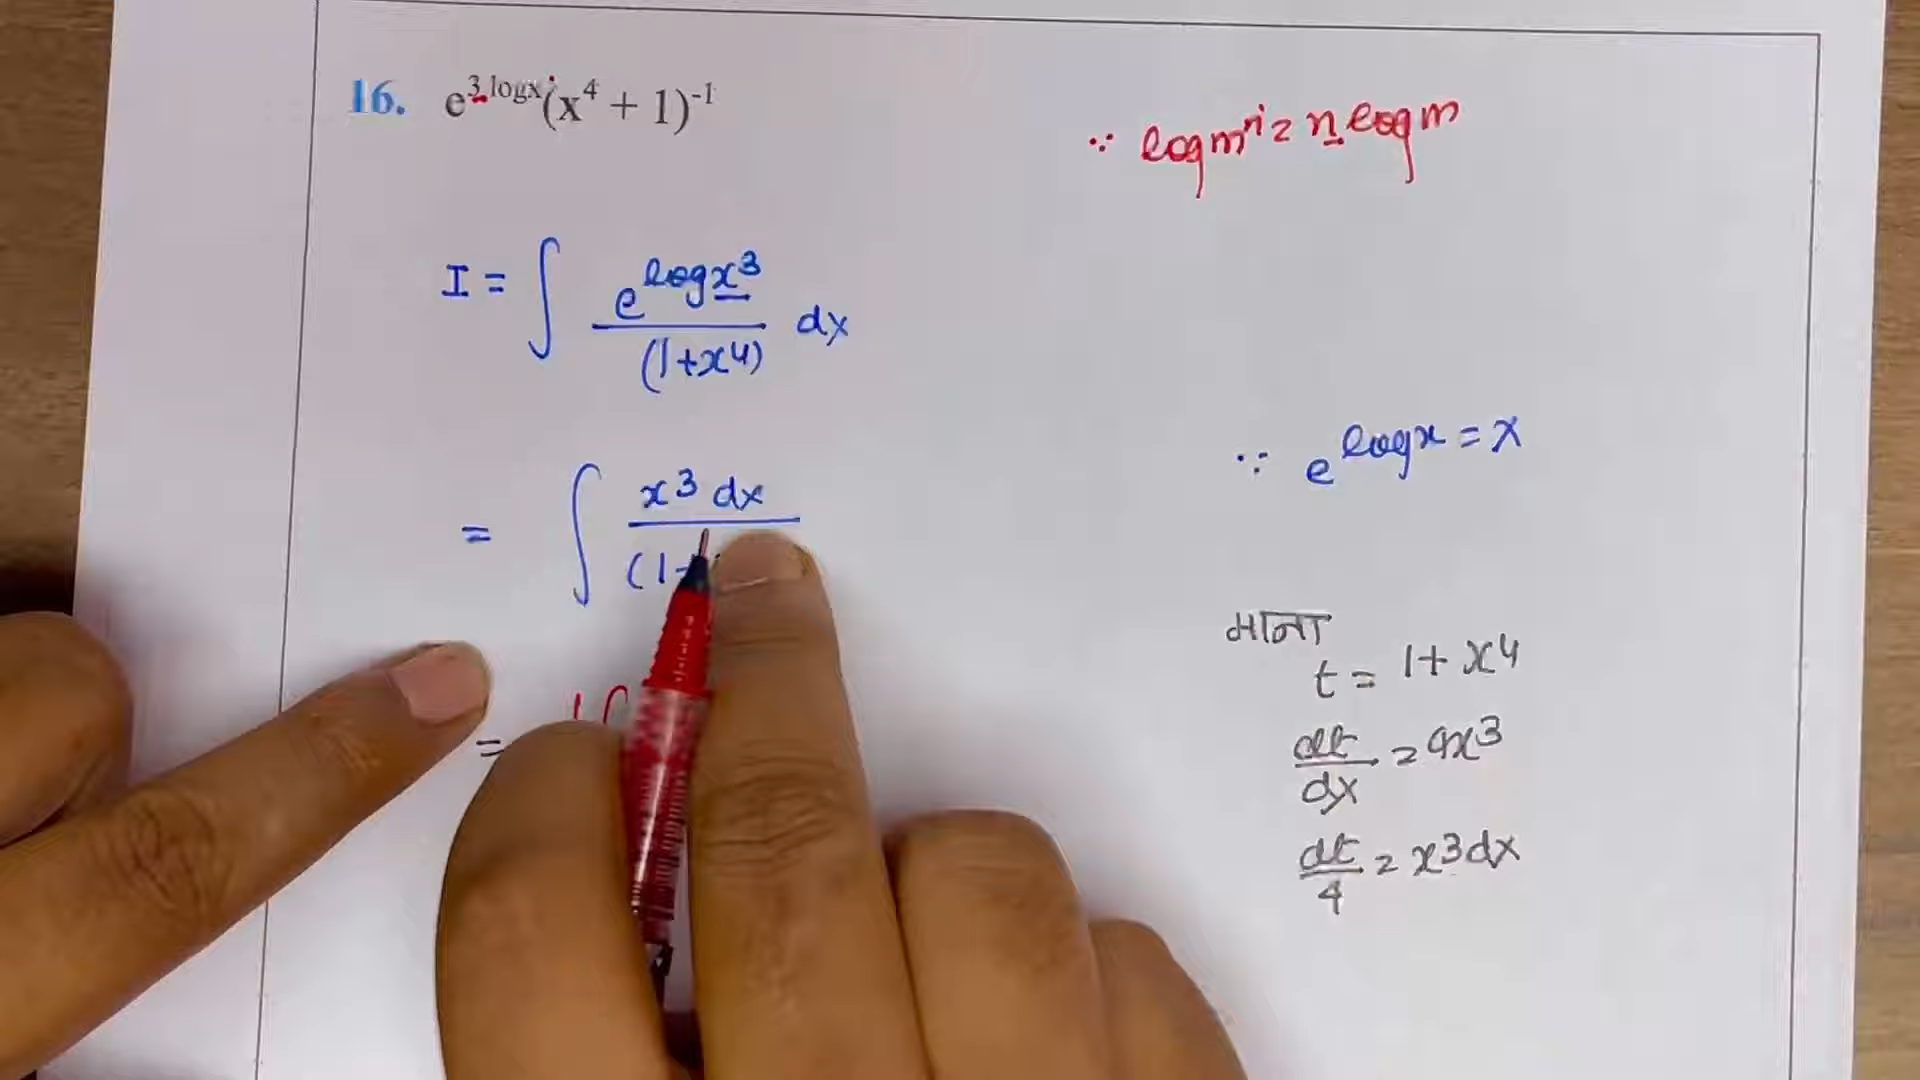 16. e^{3 logx}(x^4 + 1)^{-1}
∵ log m^n = n log m
I = ∫ e^{log x^3} / (1+x^4) dx
∵ e^{log x} = x
= ∫ x^3 dx / (1+
माना
t = 1 + x^4
=
dt/dx = 4x^3
dt/4 = x^3 dx